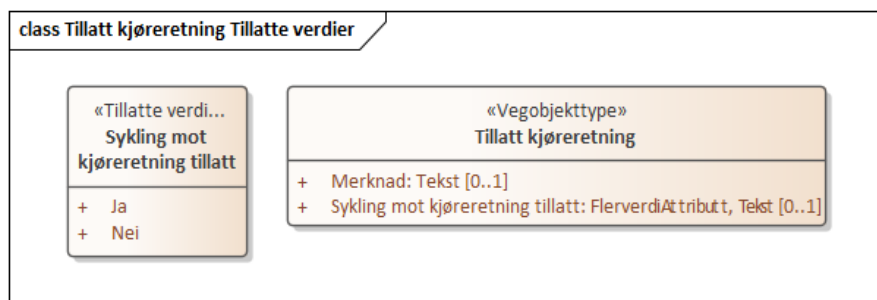 class Tillatt kjøreretning Tillatte verdier
«Tillatte verdi...
Sykling mot
kjøreretning tillatt
+ Ja
+ Nei
«Vegobjekttype»
Tillatt kjøreretning
+ Merknad: Tekst [0..1]
+ Sykling mot kjøreretning tillatt: FlerverdiAttributt, Tekst [0..1]